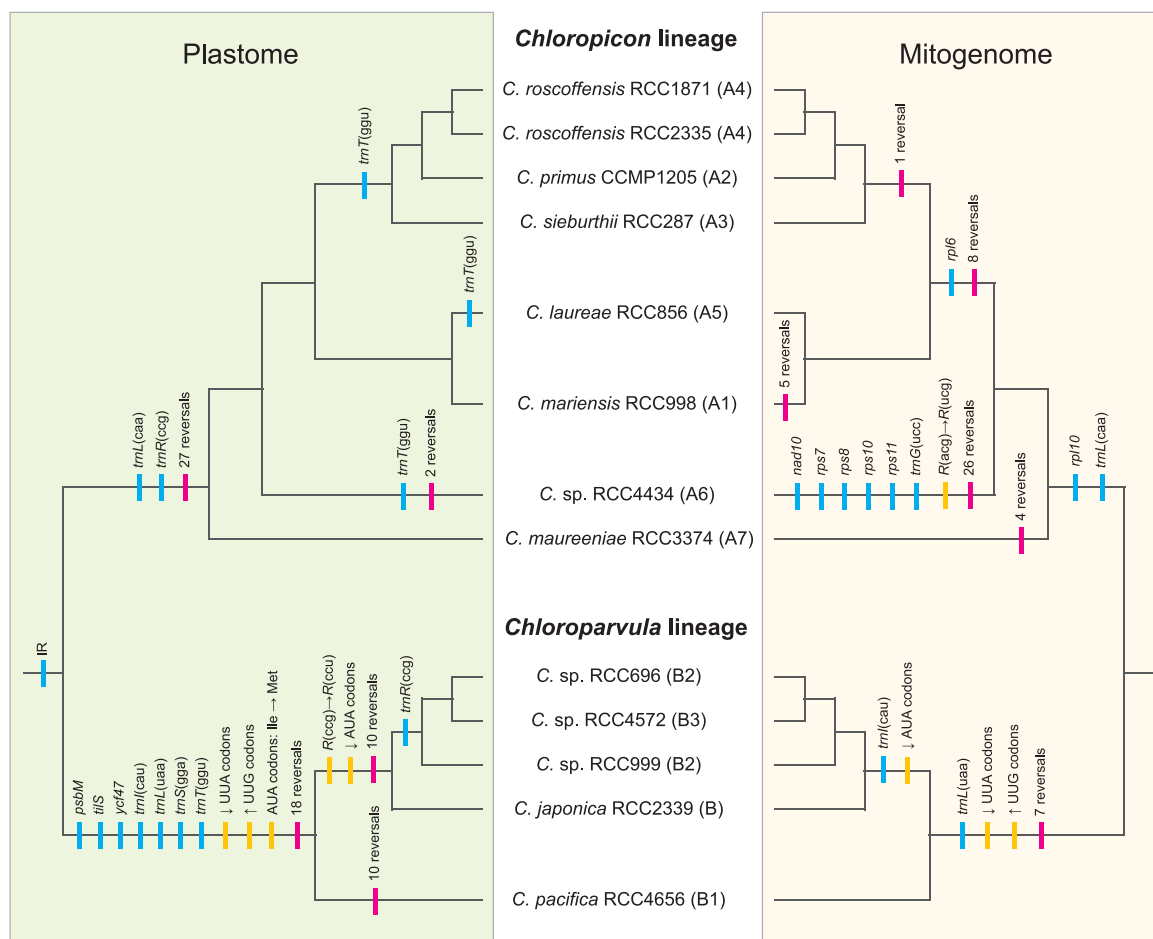 Plastome
Chloropicon lineage
Mitogenome
C. roscoffensis RCC1871 (A4)
C. roscoffensis RCC2335 (A4)
C. primus CCMP1205 (A2)
C. sieburthii RCC287 (A3)
C. laureae RCC856 (A5)
C. mariensis RCC998 (A1)
C. sp. RCC4434 (A6)
C. maureeniae RCC3374 (A7)
Chloroparvula lineage
C. sp. RCC696 (B2)
C. sp. RCC4572 (B3)
C. sp. RCC999 (B2)
C. japonica RCC2339 (B)
C. pacifica RCC4656 (B1)
trnT(ggu)
trnT(ggu)
trnL(caa)
trnR(ccg)
27 reversals
trnT(ggu)
2 reversals
IR
psbM
tilS
ycf47
trnI(cau)
trnL(uaa)
trnS(gga)
trnT(ggu)
↓ UUA codons
↑ UUG codons
AUA codons: Ile → Met
18 reversals
R(ccg)→R(ccu)
↓ AUA codons
10 reversals
trnR(ccg)
10 reversals
1 reversal
rpl6
8 reversals
5 reversals
nad10
rps7
rps8
rps10
rps11
trnG(ucc)
R(acg)→R(ucg)
26 reversals
4 reversals
rpl10
trnL(caa)
trnI(cau)
↓ AUA codons
trnL(uaa)
↓ UUA codons
↑ UUG codons
7 reversals